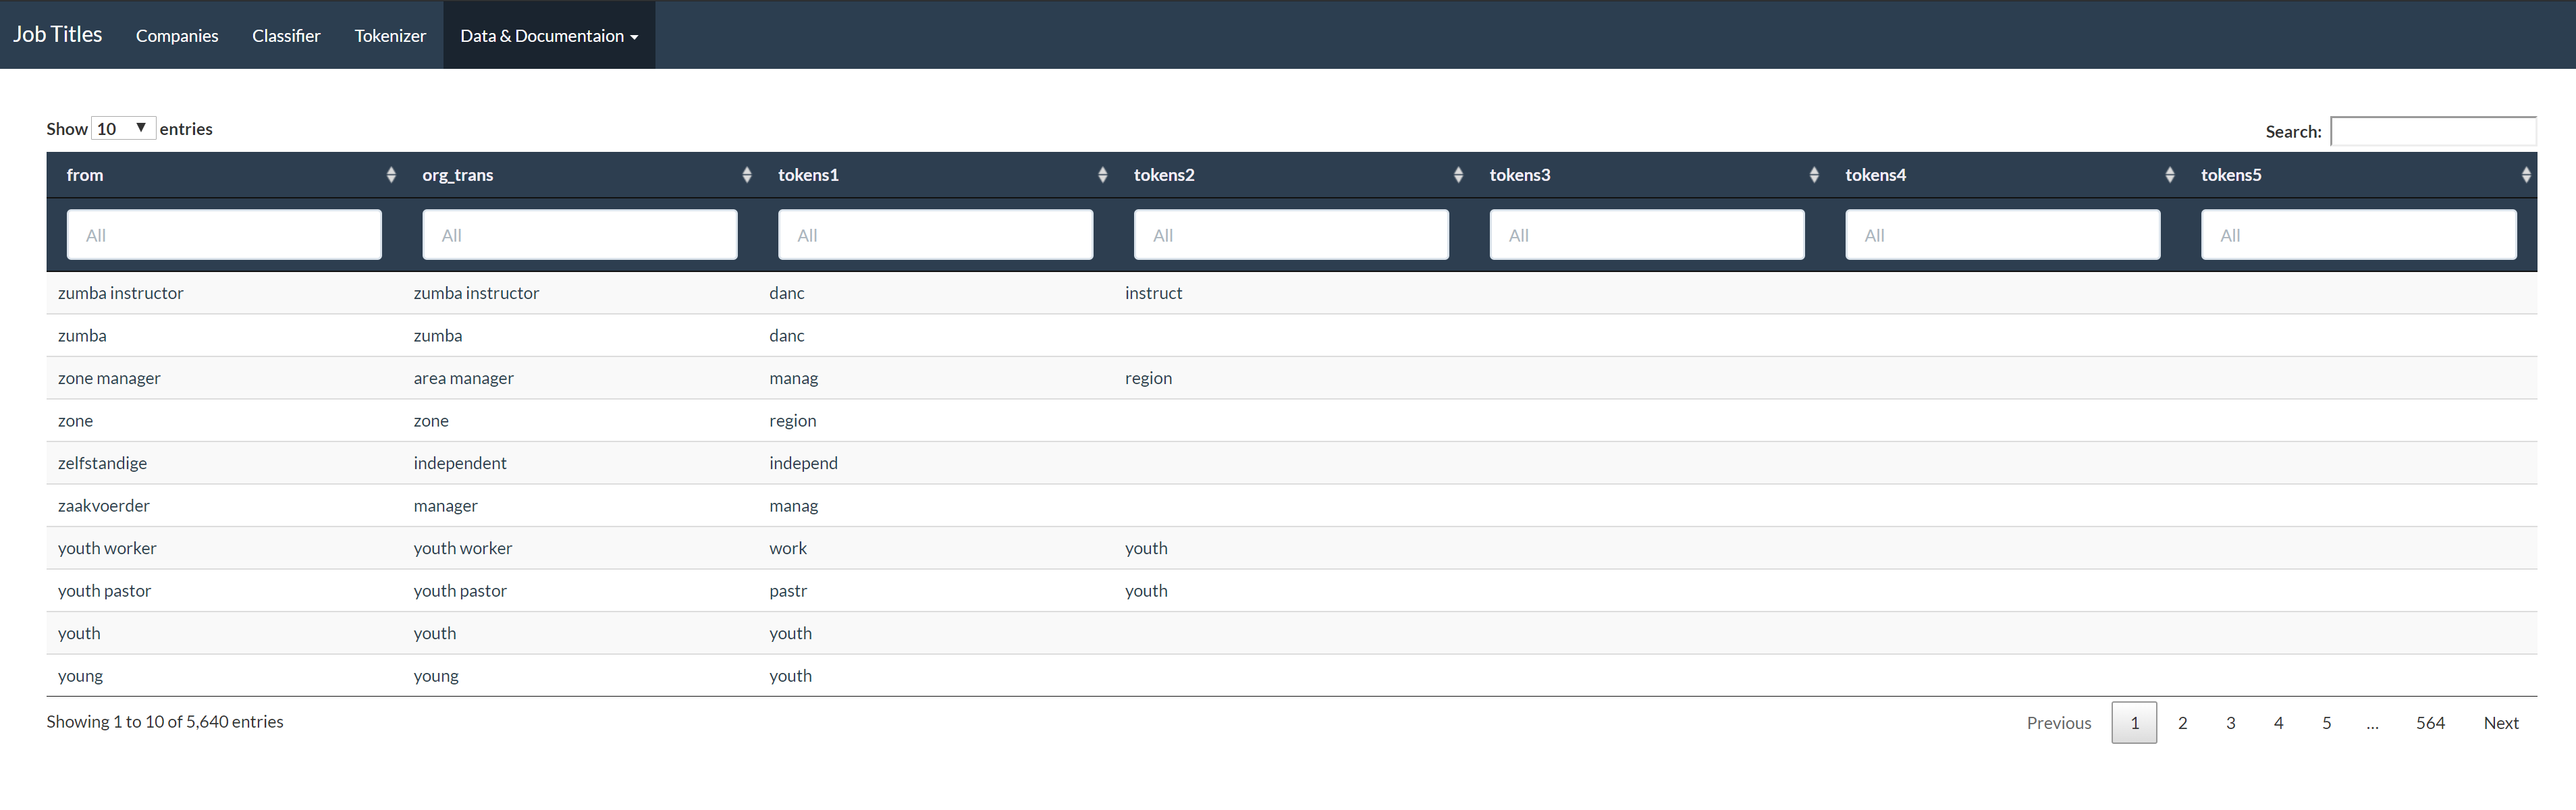 Job Titles Companies Classifier Tokenizer Data & Documentaion
Show 10 entries Search:
from org_trans tokens1 tokens2 tokens3 tokens4 tokens5
All All All All All All All
zumba instructor zumba instructor danc instruct
zumba zumba danc
zone manager area manager manag region
zone zone region
zelfstandige independent independ
zaakvoerder manager manag
youth worker youth worker work youth
youth pastor youth pastor pastr youth
youth youth youth
young young youth
Showing 1 to 10 of 5,640 entries Previous 1 2 3 4 5 ... 564 Next